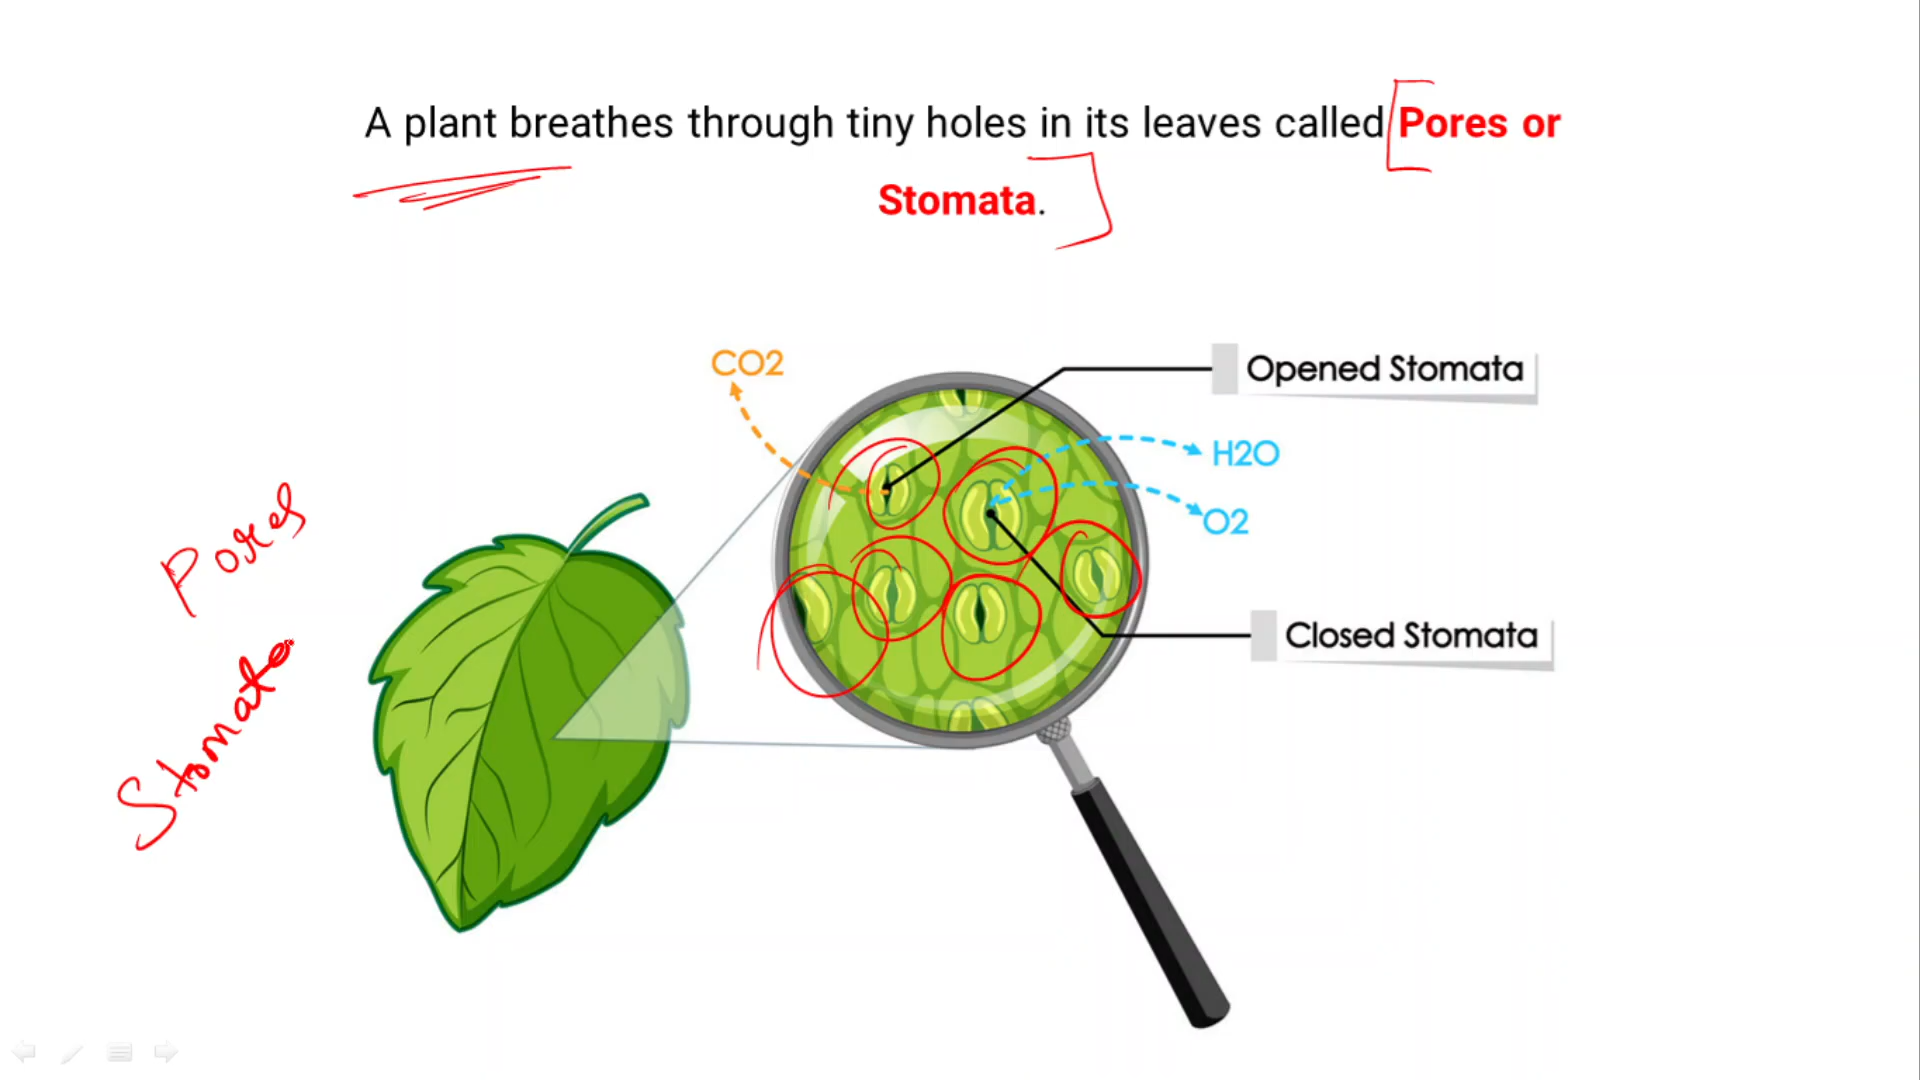 A plant breathes through tiny holes in its leaves called Pores or
Stomata.
CO2
Opened Stomata
H2O
O2
Pores
Closed Stomata
Stomata